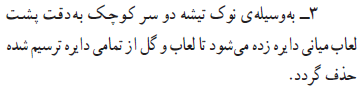 ۳ــ به‌وسیله‌ی نوک تیشه دو سر کوچک به‌دقت پشت
لعاب میانی دایره زده می‌شود تا لعاب و گل از تمامی دایره ترسیم شده
حذف گردد.